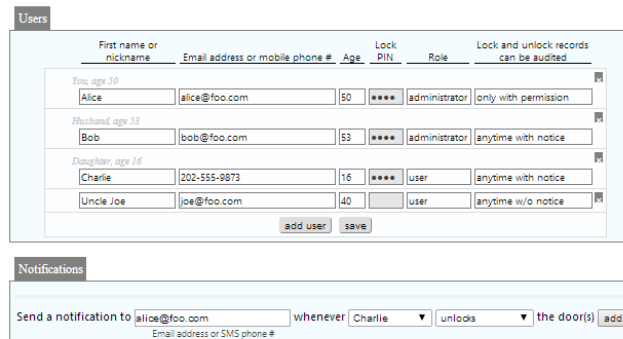 Users
First name or nickname Email address or mobile phone # Age Lock PIN Role Lock and unlock records can be audited
You, age 50
Alice alice@foo.com 50 •••• administrator only with permission
Husband, age 53
Bob bob@foo.com 53 •••• administrator anytime with notice
Daughter, age 16
Charlie 202-555-9873 16 •••• user anytime with notice
Uncle Joe joe@foo.com 40 user anytime w/o notice
add user save
Notifications
Send a notification to alice@foo.com whenever Charlie unlocks the door(s) add
Email address or SMS phone #